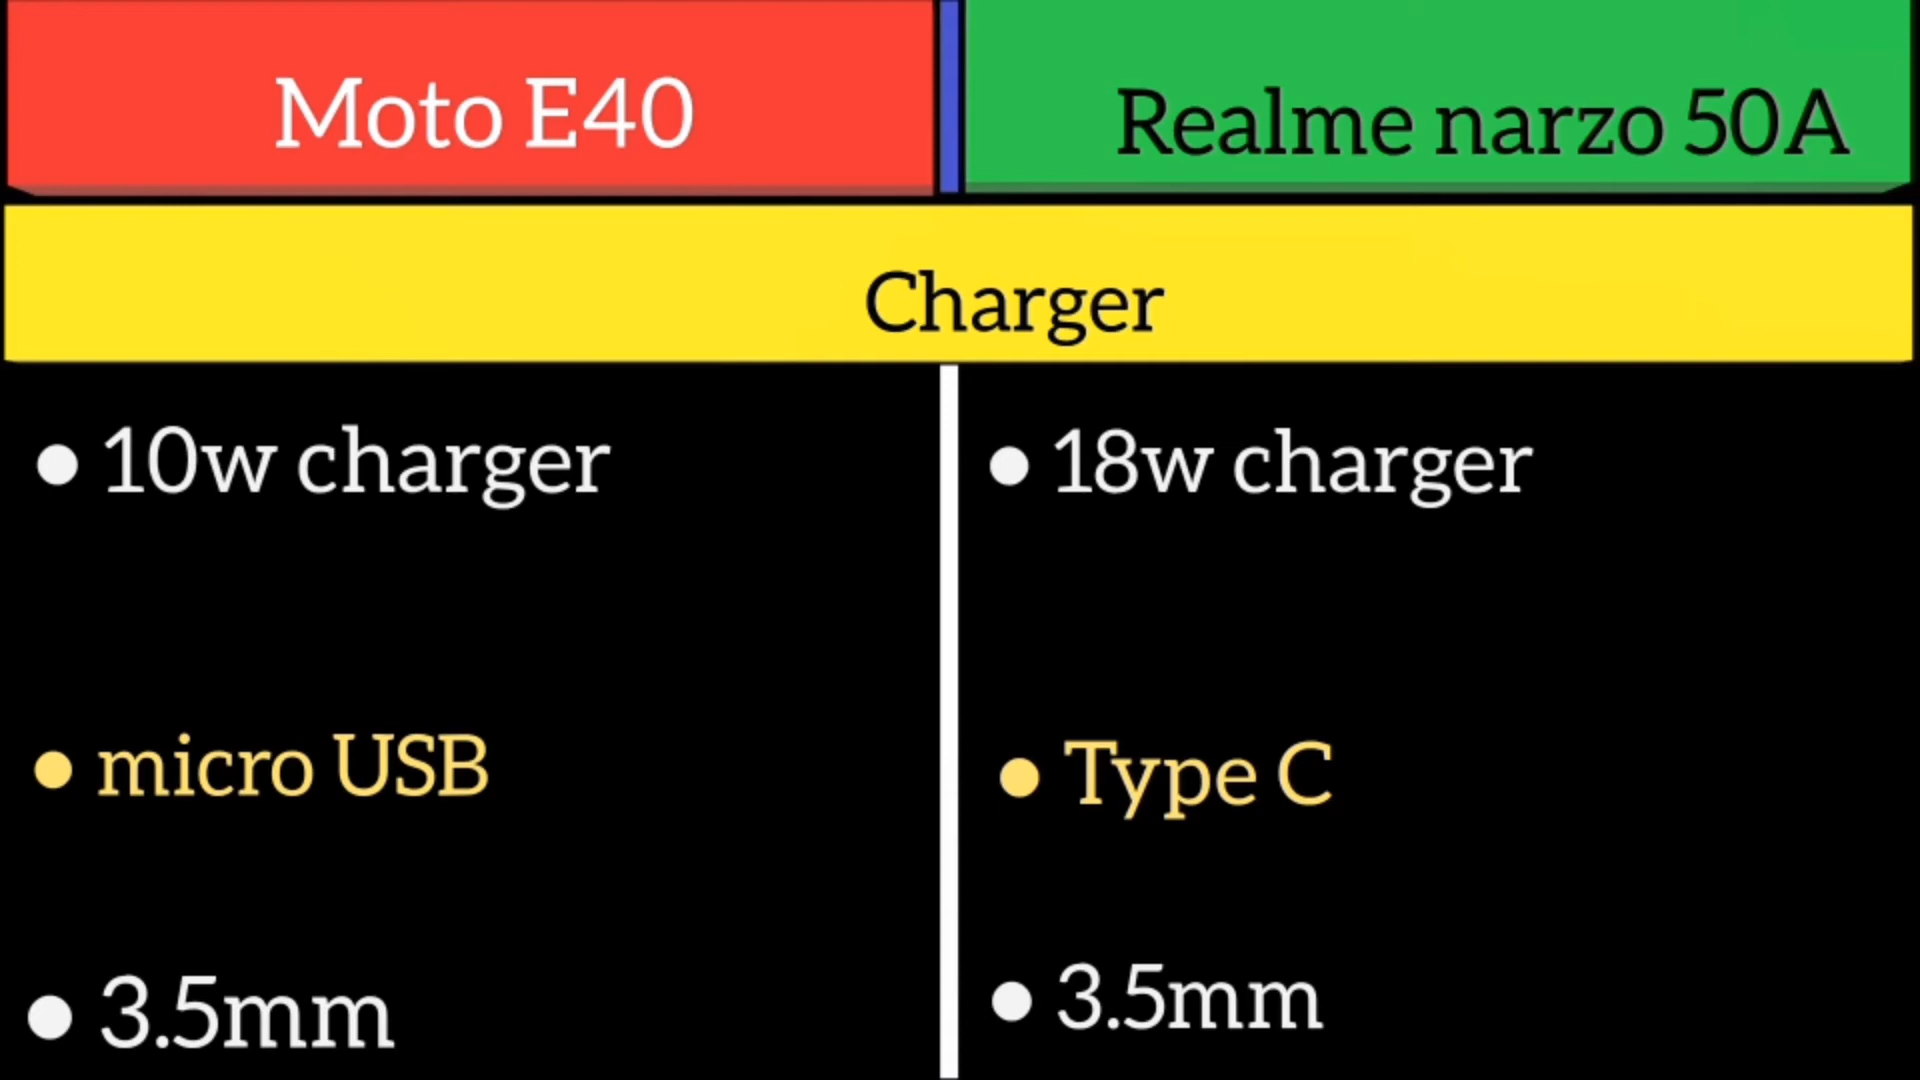 Moto E40
Realme narzo 50A
Charger
10w charger
18w charger
micro USB
Type C
3.5mm
3.5mm